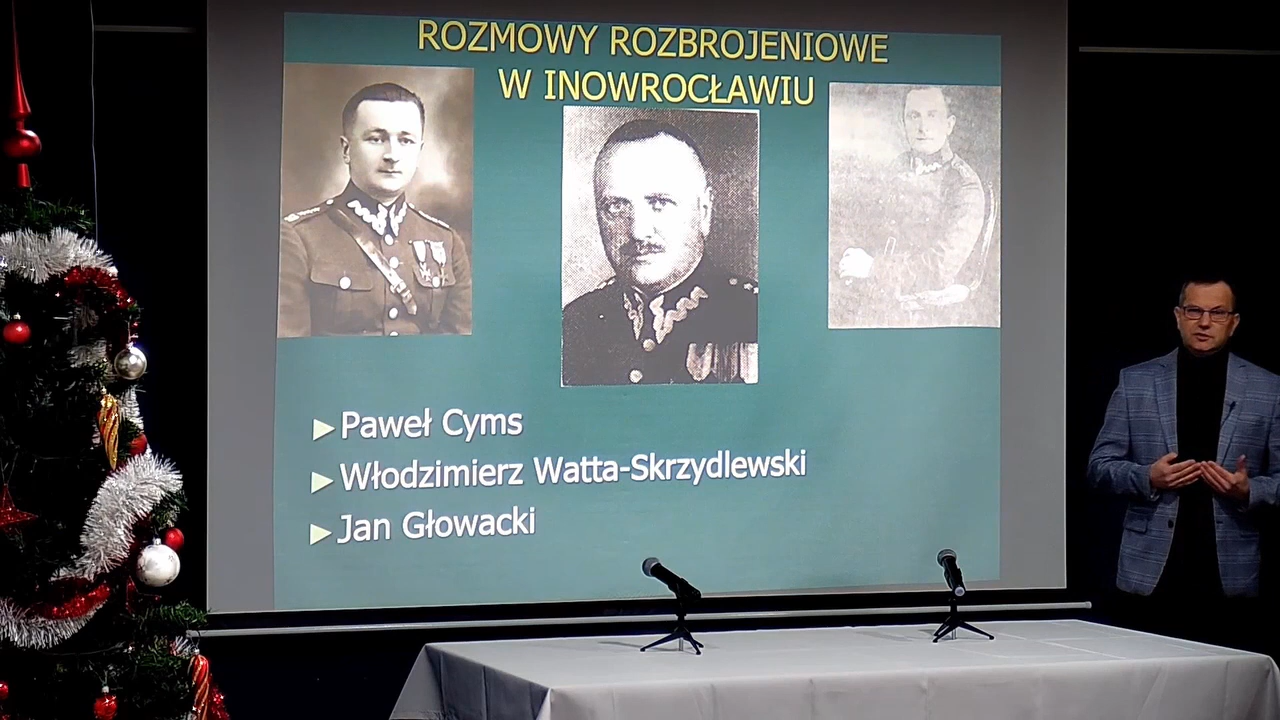 ROZMOWY ROZBROJENIOWE
W INOWROCŁAWIU
Paweł Cyms
Włodzimierz Watta-Skrzydlewski
Jan Głowacki